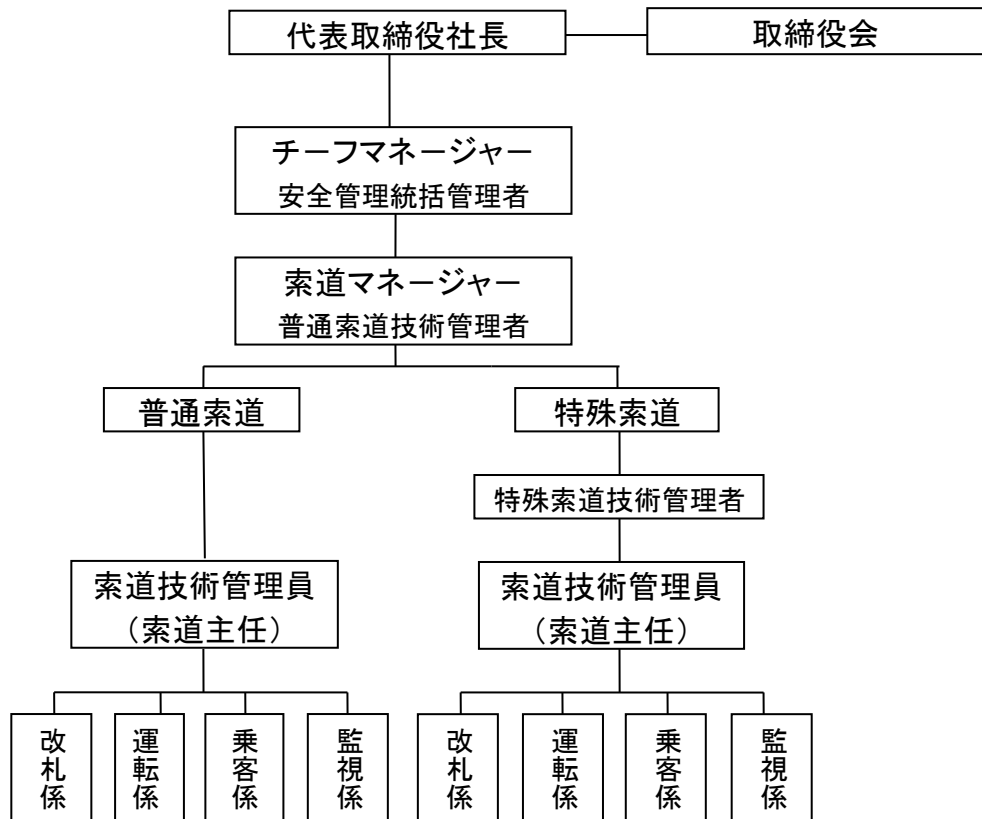 代表取締役社長
取締役会
チーフマネージャー
安全管理統括管理者
索道マネージャー
普通索道技術管理者
普通索道
特殊索道
特殊索道技術管理者
索道技術管理員
（索道主任）
索道技術管理員
（索道主任）
改札係
運転係
乗客係
監視係
改札係
運転係
乗客係
監視係